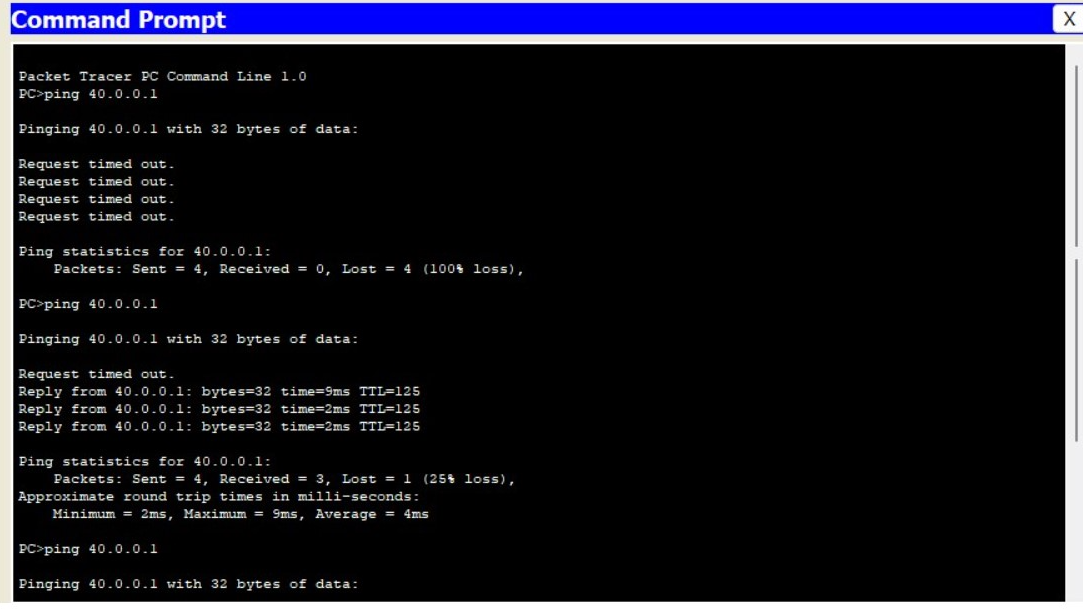 Command Prompt
X
Packet Tracer PC Command Line 1.0
PC>ping 40.0.0.1
Pinging 40.0.0.1 with 32 bytes of data:
Request timed out.
Request timed out.
Request timed out.
Request timed out.
Ping statistics for 40.0.0.1:
    Packets: Sent = 4, Received = 0, Lost = 4 (100% loss),
PC>ping 40.0.0.1
Pinging 40.0.0.1 with 32 bytes of data:
Request timed out.
Reply from 40.0.0.1: bytes=32 time=9ms TTL=125
Reply from 40.0.0.1: bytes=32 time=2ms TTL=125
Reply from 40.0.0.1: bytes=32 time=2ms TTL=125
Ping statistics for 40.0.0.1:
    Packets: Sent = 4, Received = 3, Lost = 1 (25% loss),
Approximate round trip times in milli-seconds:
    Minimum = 2ms, Maximum = 9ms, Average = 4ms
PC>ping 40.0.0.1
Pinging 40.0.0.1 with 32 bytes of data: